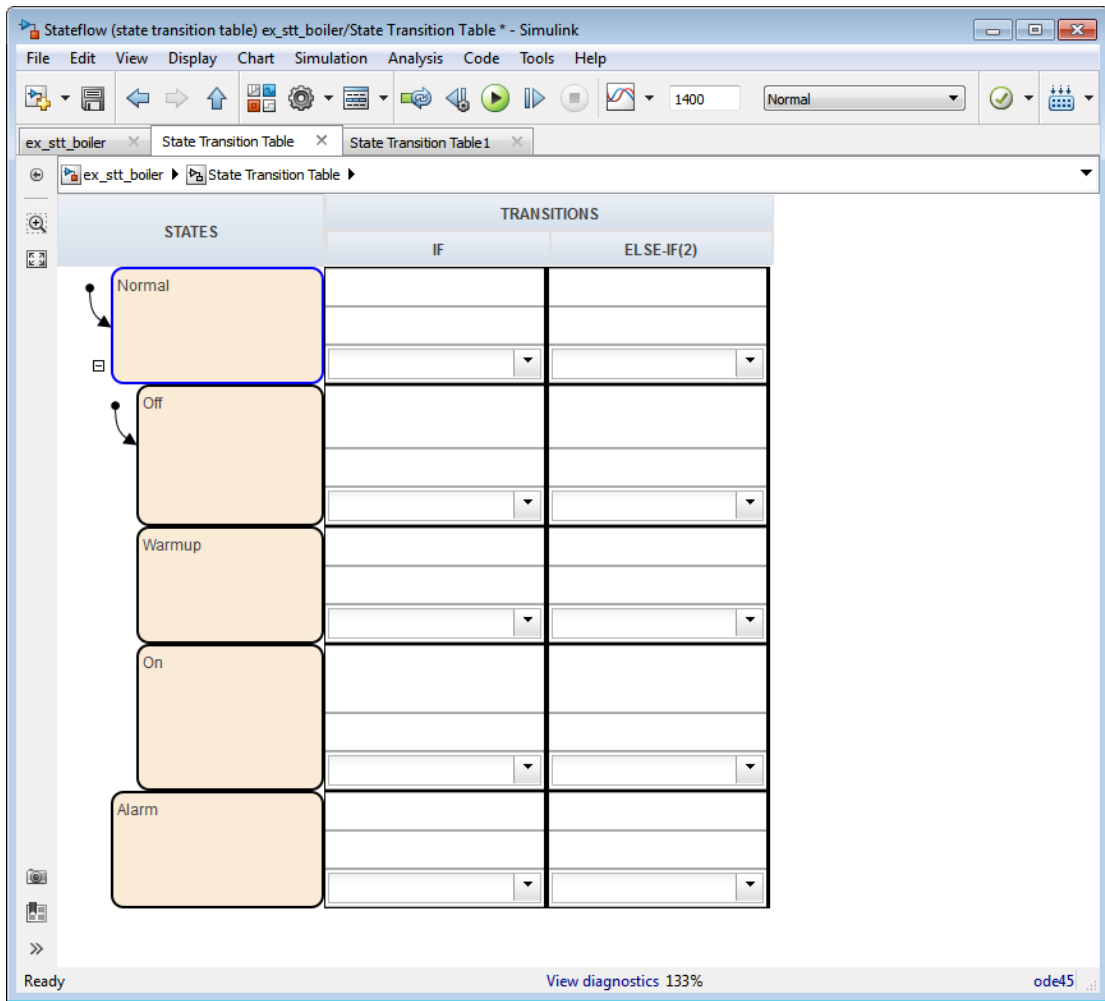 Stateflow (state transition table) ex_stt_boiler/State Transition Table * - Simulink
File Edit View Display Chart Simulation Analysis Code Tools Help
1400 Normal
ex_stt_boiler State Transition Table State Transition Table1
ex_stt_boiler State Transition Table
STATES
TRANSITIONS
IF ELSE-IF(2)
Normal
Off
Warmup
On
Alarm
Ready View diagnostics 133% ode45